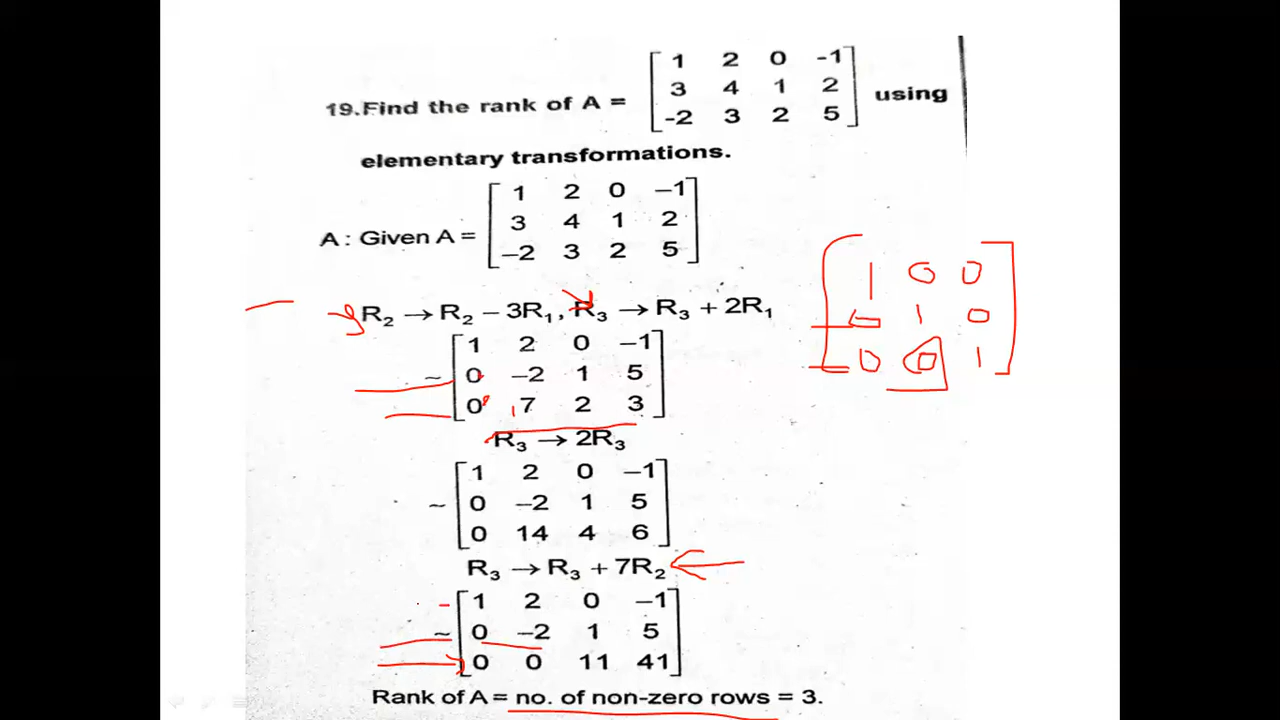 19.Find the rank of A = [ 1 2 0 -1
3 4 1 2
-2 3 2 5 ] using
elementary transformations.
A : Given A = [ 1 2 0 −1
3 4 1 2
−2 3 2 5 ]
R₂ → R₂ − 3R₁, R₃ → R₃ + 2R₁
~ [ 1 2 0 −1
0 −2 1 5
0 7 2 3 ]
R₃ → 2R₃
~ [ 1 2 0 −1
0 −2 1 5
0 14 4 6 ]
R₃ → R₃ + 7R₂
~ [ 1 2 0 −1
0 −2 1 5
0 0 11 41 ]
Rank of A = no. of non-zero rows = 3.
[ 1 0 0
0 1 0
0 0 1 ]